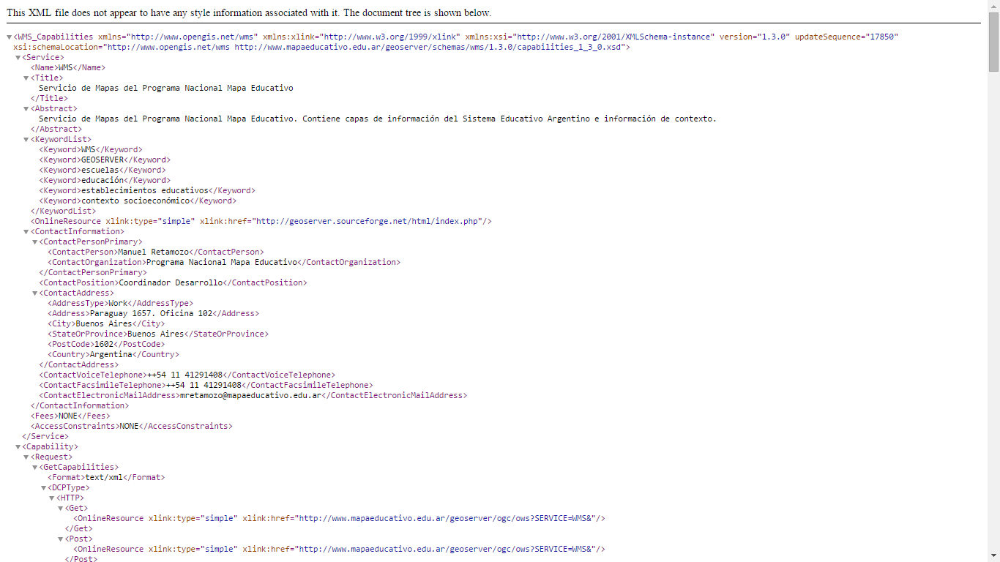 This XML file does not appear to have any style information associated with it. The document tree is shown below.
▼<WMS_Capabilities xmlns="http://www.opengis.net/wms" xmlns:xlink="http://www.w3.org/1999/xlink" xmlns:xsi="http://www.w3.org/2001/XMLSchema-instance" version="1.3.0" updateSequence="17850"
xsi:schemaLocation="http://www.opengis.net/wms http://www.mapaeducativo.edu.ar/geoserver/schemas/wms/1.3.0/capabilities_1_3_0.xsd">
▼<Service>
<Name>WMS</Name>
▼<Title>
Servicio de Mapas del Programa Nacional Mapa Educativo
</Title>
▼<Abstract>
Servicio de Mapas del Programa Nacional Mapa Educativo. Contiene capas de información del Sistema Educativo Argentino e información de contexto.
</Abstract>
▼<KeywordList>
<Keyword>WMS</Keyword>
<Keyword>GEOSERVER</Keyword>
<Keyword>escuelas</Keyword>
<Keyword>educación</Keyword>
<Keyword>establecimientos educativos</Keyword>
<Keyword>contexto socioeconómico</Keyword>
</KeywordList>
<OnlineResource xlink:type="simple" xlink:href="http://geoserver.sourceforge.net/html/index.php"/>
▼<ContactInformation>
▼<ContactPersonPrimary>
<ContactPerson>Manuel Retamozo</ContactPerson>
<ContactOrganization>Programa Nacional Mapa Educativo</ContactOrganization>
</ContactPersonPrimary>
<ContactPosition>Coordinador Desarrollo</ContactPosition>
▼<ContactAddress>
<AddressType>Work</AddressType>
<Address>Paraguay 1657. Oficina 102</Address>
<City>Buenos Aires</City>
<StateOrProvince>Buenos Aires</StateOrProvince>
<PostCode>1602</PostCode>
<Country>Argentina</Country>
</ContactAddress>
<ContactVoiceTelephone>++54 11 41291408</ContactVoiceTelephone>
<ContactFacsimileTelephone>++54 11 41291408</ContactFacsimileTelephone>
<ContactElectronicMailAddress>mretamozo@mapaeducativo.edu.ar</ContactElectronicMailAddress>
</ContactInformation>
<Fees>NONE</Fees>
<AccessConstraints>NONE</AccessConstraints>
</Service>
▼<Capability>
▼<Request>
▼<GetCapabilities>
<Format>text/xml</Format>
▼<DCPType>
▼<HTTP>
▼<Get>
<OnlineResource xlink:type="simple" xlink:href="http://www.mapaeducativo.edu.ar/geoserver/ogc/ows?SERVICE=WMS&"/>
</Get>
▼<Post>
<OnlineResource xlink:type="simple" xlink:href="http://www.mapaeducativo.edu.ar/geoserver/ogc/ows?SERVICE=WMS&"/>
</Post>